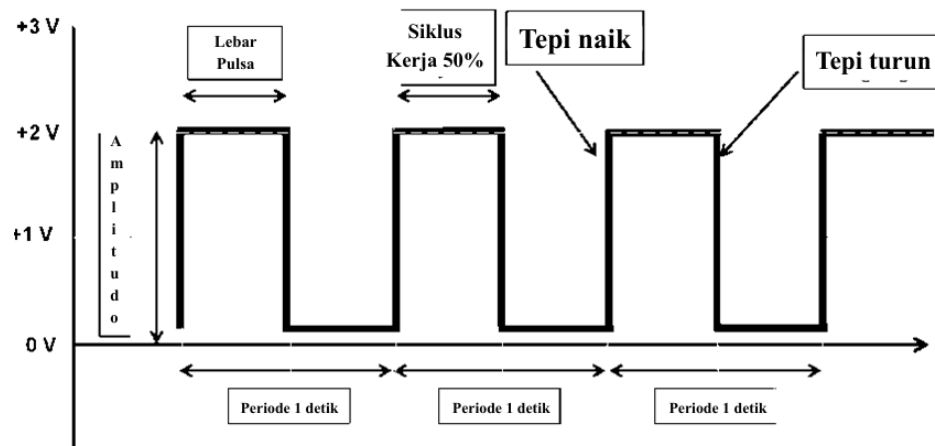 +3 V
Lebar
Pulsa
Siklus
Kerja 50%
Tepi naik
Tepi turun
+2 V
Amplitudo
+1 V
0 V
Periode 1 detik
Periode 1 detik
Periode 1 detik